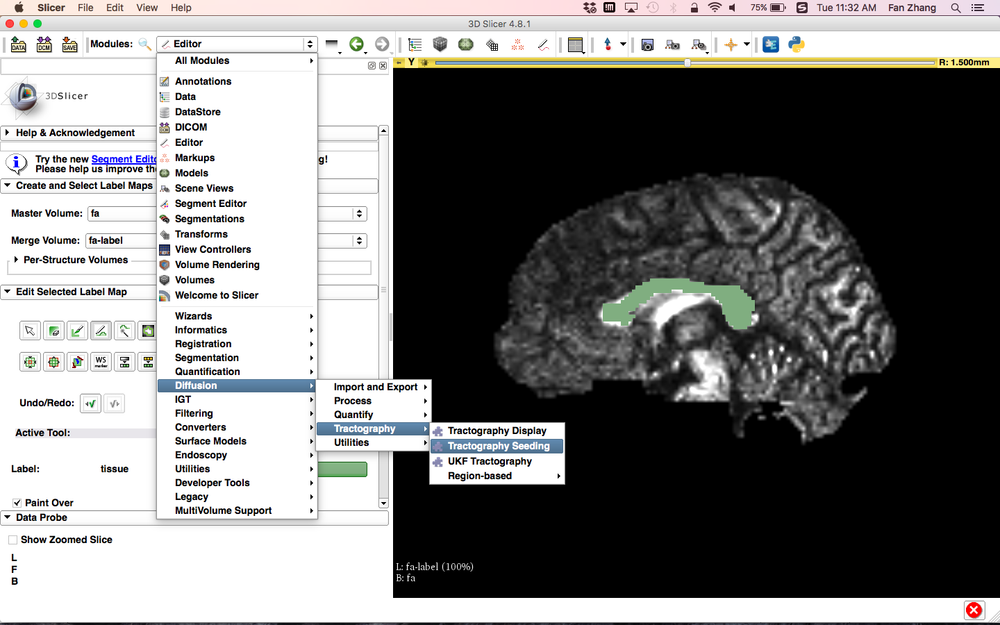 Slicer File Edit View Help 75% Tue 11:32 AM Fan Zhang
3D Slicer 4.8.1
DATA DCM SAVE Modules: Editor
Y R: 1.500mm
3DSlicer
Help & Acknowledgement
Try the new Segment Edito g!
Please help us improve the
Create and Select Label Maps
Master Volume: fa
Merge Volume: fa-label
Per-Structure Volumes
Edit Selected Label Map
WS
marker
Undo/Redo:
Active Tool:
Label: tissue
Paint Over
Data Probe
Show Zoomed Slice
L
F
B
All Modules
Annotations
Data
DataStore
DICOM
Editor
Markups
Models
Scene Views
Segment Editor
Segmentations
Transforms
View Controllers
Volume Rendering
Volumes
Welcome to Slicer
Wizards
Informatics
Registration
Segmentation
Quantification
Diffusion
IGT
Filtering
Converters
Surface Models
Endoscopy
Utilities
Developer Tools
Legacy
MultiVolume Support
Import and Export
Process
Quantify
Tractography
Utilities
Tractography Display
Tractography Seeding
UKF Tractography
Region-based
L: fa-label (100%)
B: fa